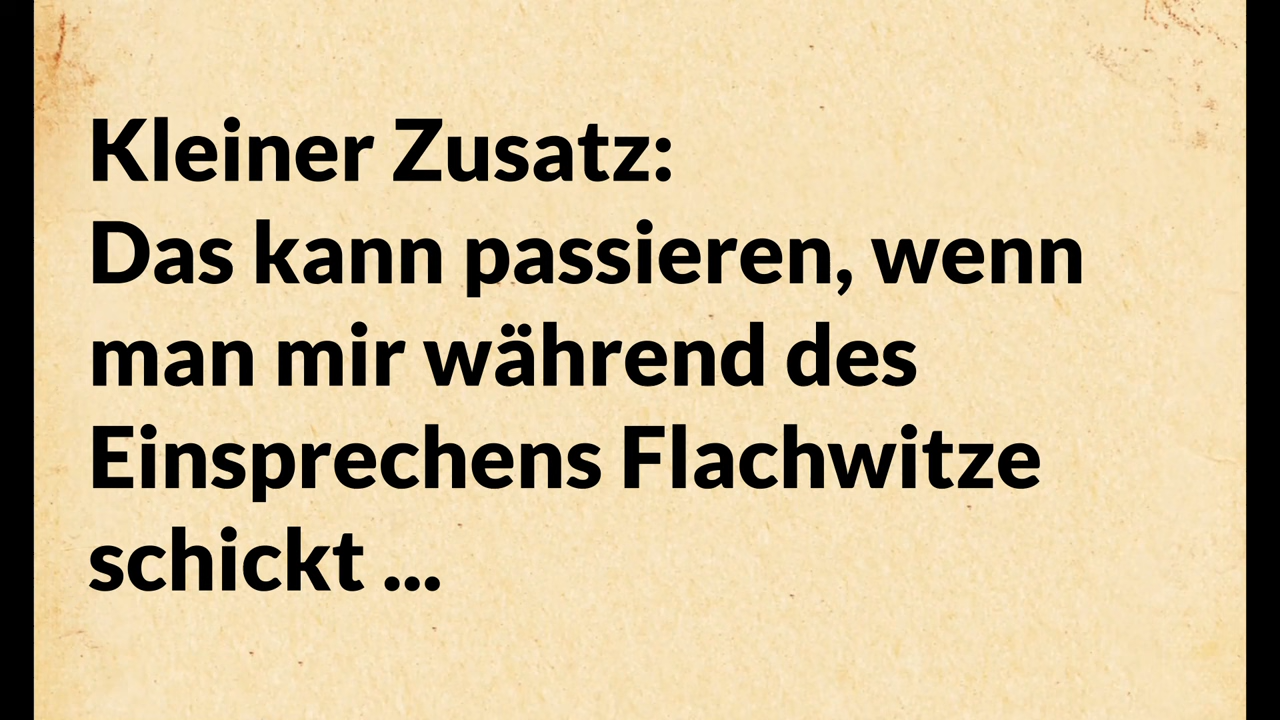 Kleiner Zusatz:
Das kann passieren, wenn
man mir während des
Einsprechens Flachwitze
schickt ...